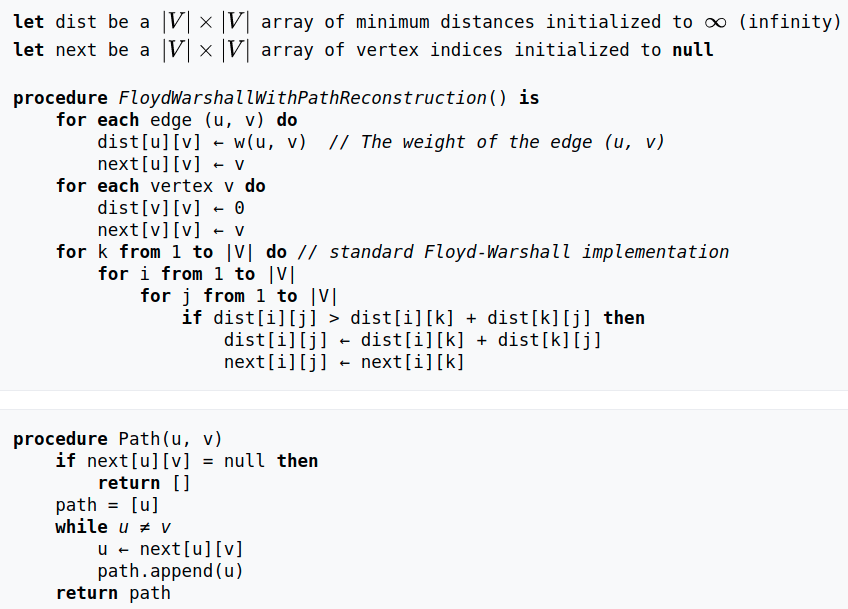 let dist be a |V| × |V| array of minimum distances initialized to ∞ (infinity)
let next be a |V| × |V| array of vertex indices initialized to null
procedure FloydWarshallWithPathReconstruction() is
    for each edge (u, v) do
        dist[u][v] ← w(u, v)  // The weight of the edge (u, v)
        next[u][v] ← v
    for each vertex v do
        dist[v][v] ← 0
        next[v][v] ← v
    for k from 1 to |V| do // standard Floyd-Warshall implementation
        for i from 1 to |V|
            for j from 1 to |V|
                if dist[i][j] > dist[i][k] + dist[k][j] then
                    dist[i][j] ← dist[i][k] + dist[k][j]
                    next[i][j] ← next[i][k]
procedure Path(u, v)
    if next[u][v] = null then
        return []
    path = [u]
    while u ≠ v
        u ← next[u][v]
        path.append(u)
    return path